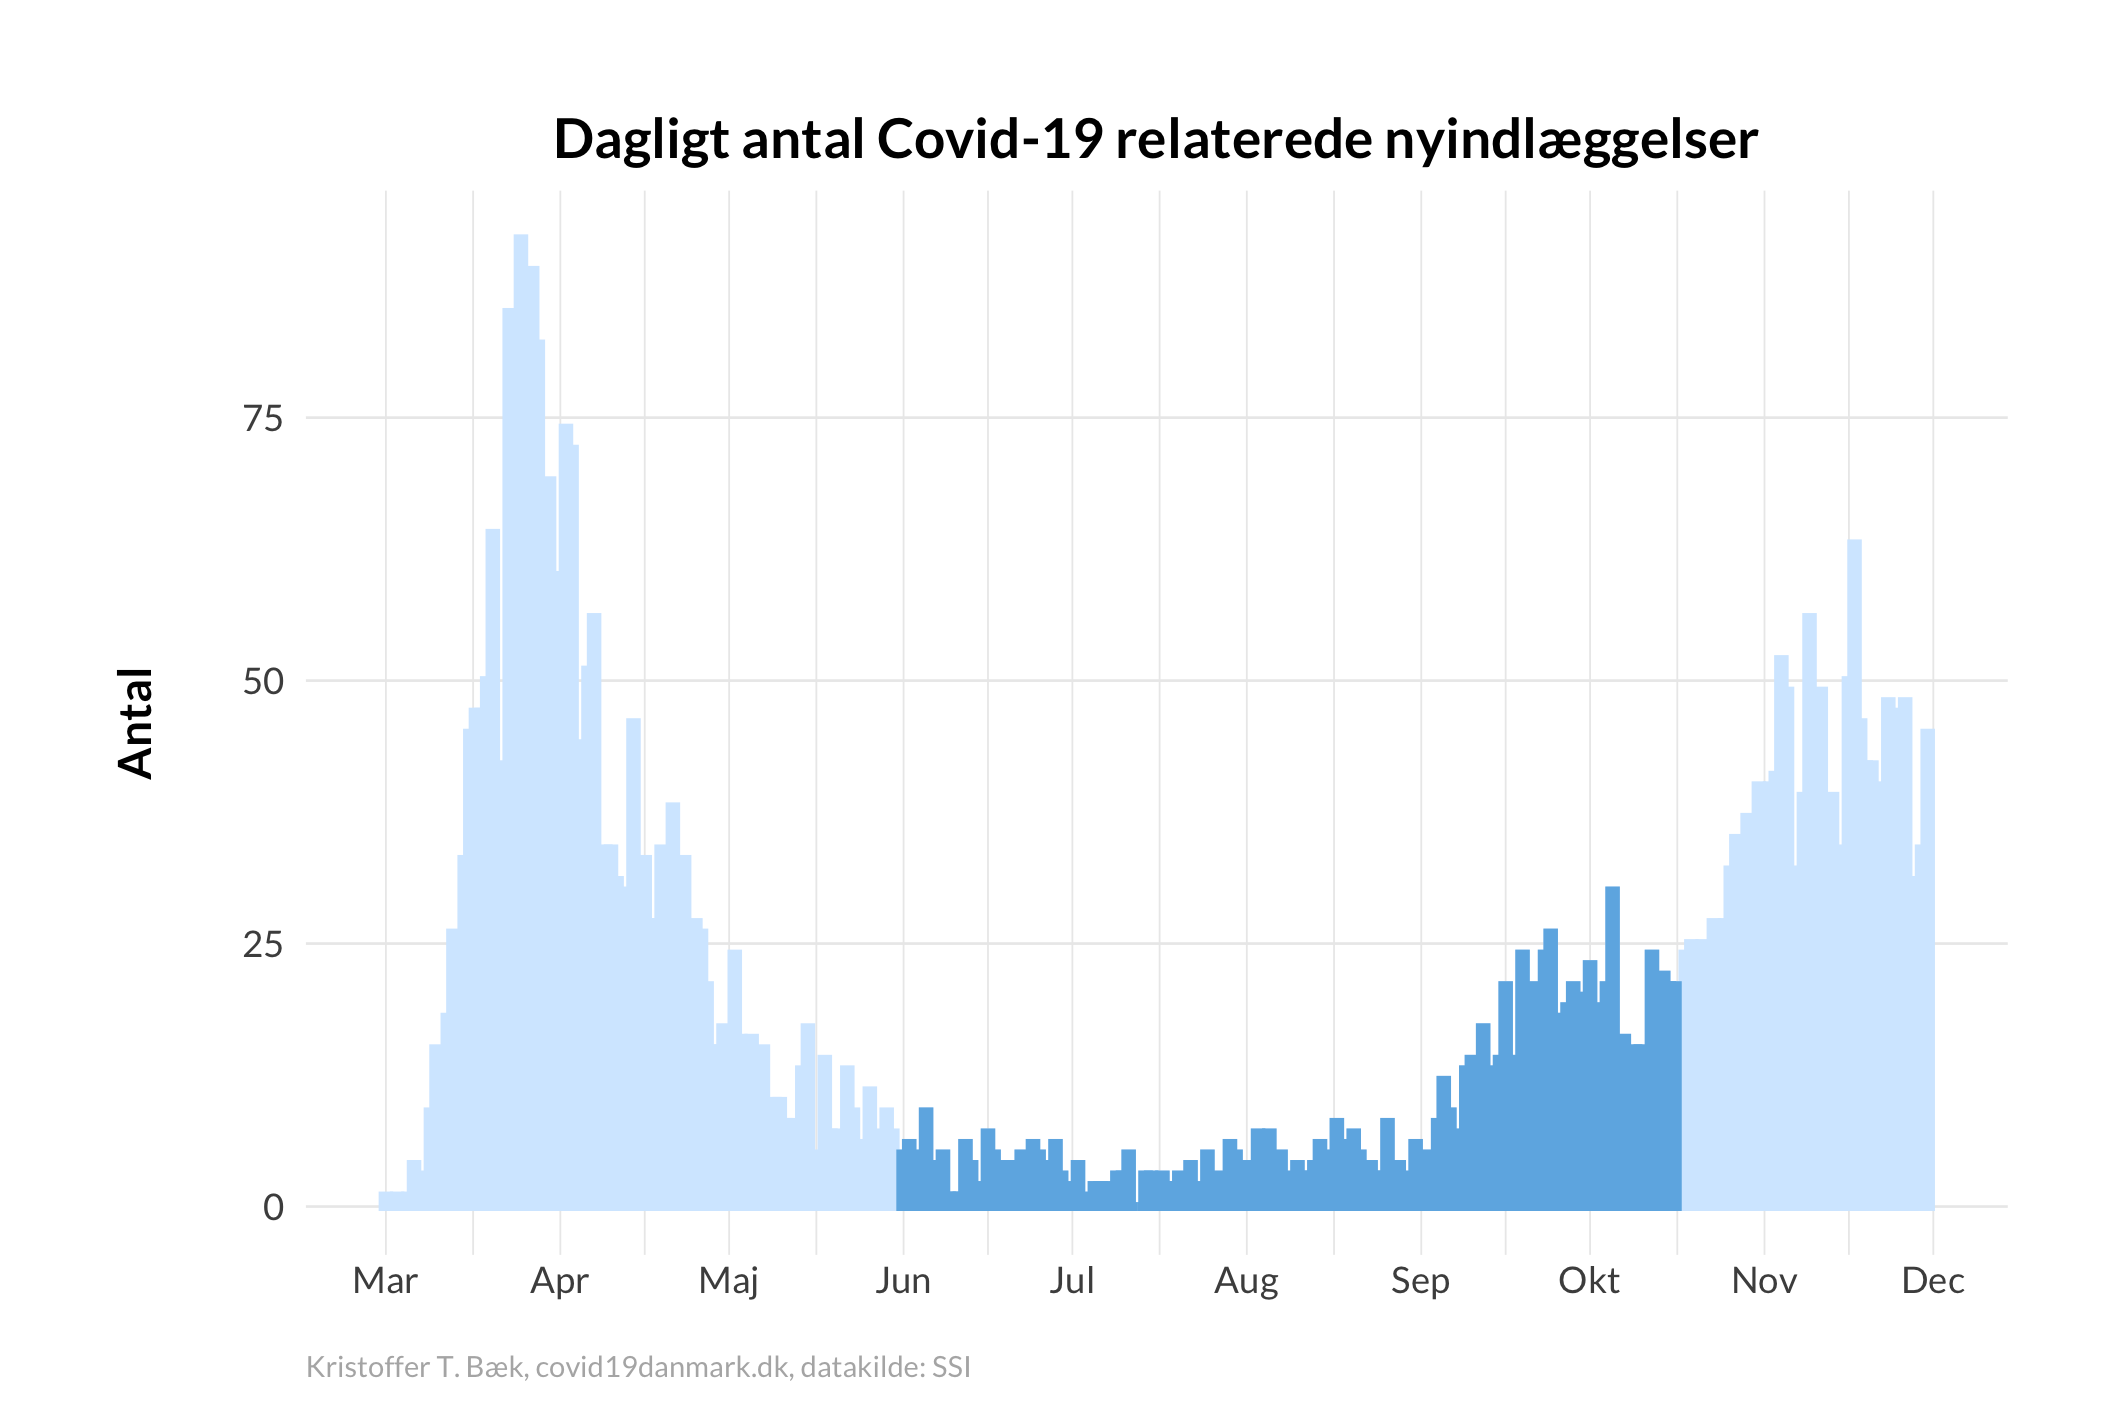 Dagligt antal Covid-19 relaterede nyindlæggelser
Antal
75
50
25
0
Mar Apr Maj Jun Jul Aug Sep Okt Nov Dec
Kristoffer T. Bæk, covid19danmark.dk, datakilde: SSI